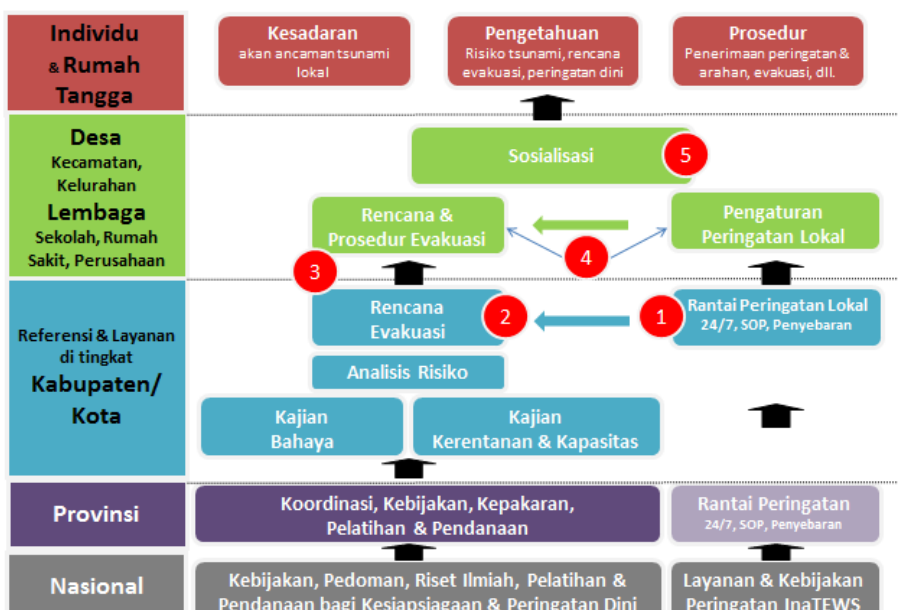 Individu
& Rumah
Tangga
Kesadaran
akan ancaman tsunami
lokal
Pengetahuan
Risiko tsunami, rencana
evakuasi, peringatan dini
Prosedur
Penerimaan peringatan &
arahan, evakuasi, dll.
Desa
Kecamatan,
Kelurahan
Lembaga
Sekolah, Rumah
Sakit, Perusahaan
Sosialisasi
5
Rencana &
Prosedur Evakuasi
4
Pengaturan
Peringatan Lokal
3
Referensi & Layanan
di tingkat
Kabupaten/
Kota
Rencana
Evakuasi
2
1
Rantai Peringatan Lokal
24/7, SOP, Penyebaran
Analisis Risiko
Kajian
Bahaya
Kajian
Kerentanan & Kapasitas
Provinsi
Koordinasi, Kebijakan, Kepakaran,
Pelatihan & Pendanaan
Rantai Peringatan
24/7, SOP, Penyebaran
Nasional
Kebijakan, Pedoman, Riset Ilmiah, Pelatihan &
Pendanaan bagi Kesiapsiagaan & Peringatan Dini
Layanan & Kebijakan
Peringatan InaTEWS